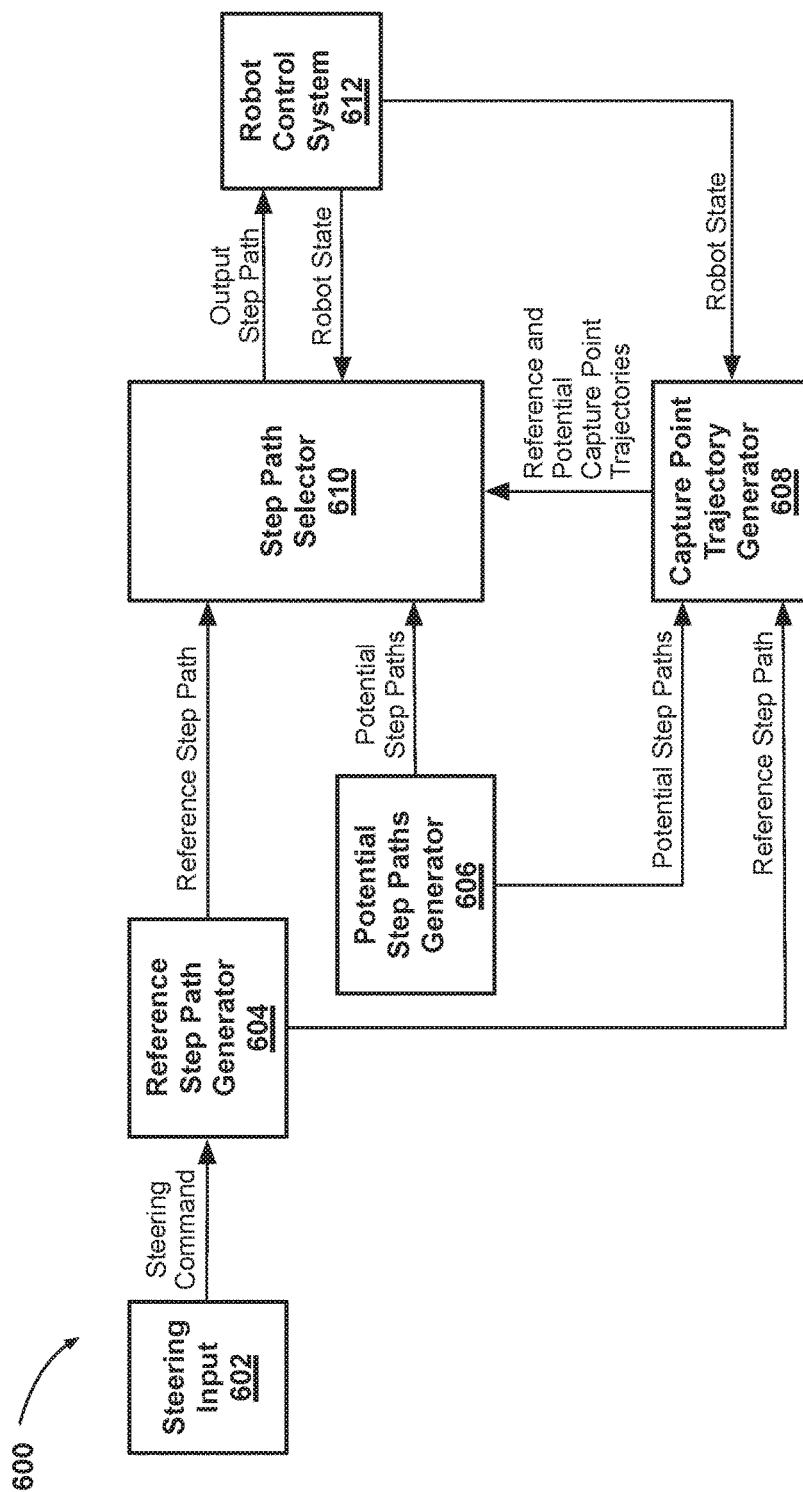 600
Steering
Input
602
Steering
Command
Reference
Step Path
Generator
604
Reference Step Path
Potential
Step Paths
Generator
606
Potential
Step Paths
Potential Step Paths
Reference Step Path
Step Path
Selector
610
Reference and
Potential
Capture Point
Trajectories
Capture Point
Trajectory
Generator
608
Output
Step Path
Robot State
Robot
Control
System
612
Robot State